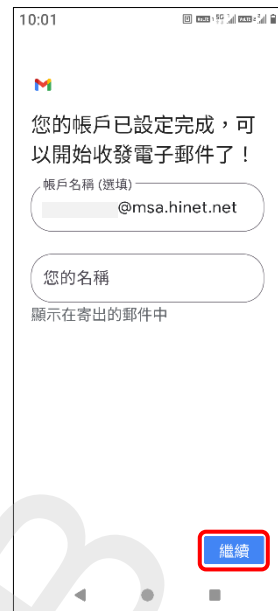 10:01
您的帳戶已設定完成，可
以開始收發電子郵件了！
帳戶名稱 (選填)
@msa.hinet.net
您的名稱
顯示在寄出的郵件中
繼續